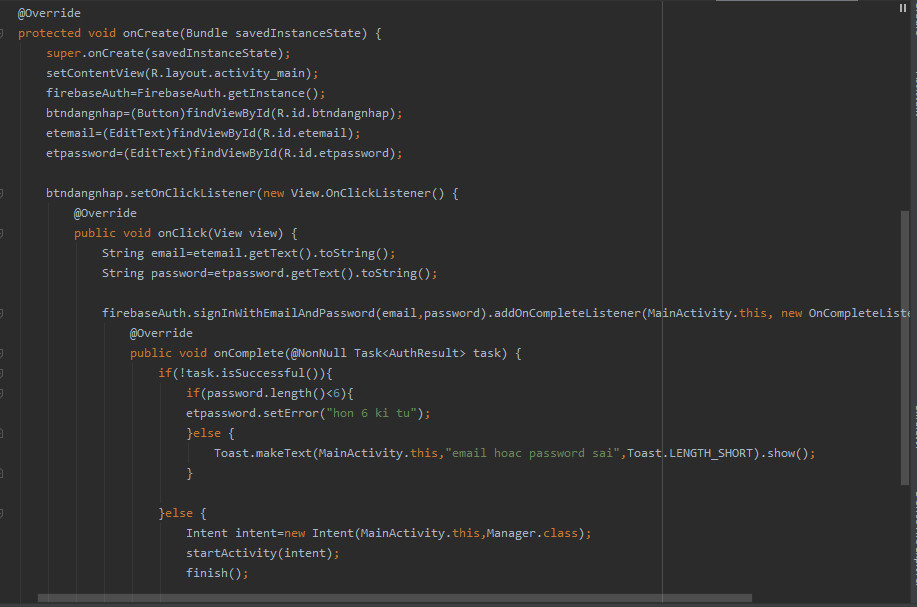 @Override
protected void onCreate(Bundle savedInstanceState) {
super.onCreate(savedInstanceState);
setContentView(R.layout.activity_main);
firebaseAuth=FirebaseAuth.getInstance();
btndangnhap=(Button)findViewById(R.id.btndangnhap);
etemail=(EditText)findViewById(R.id.etemail);
etpassword=(EditText)findViewById(R.id.etpassword);
btndangnhap.setOnClickListener(new View.OnClickListener() {
@Override
public void onClick(View view) {
String email=etemail.getText().toString();
String password=etpassword.getText().toString();
firebaseAuth.signInWithEmailAndPassword(email,password).addOnCompleteListener(MainActivity.this, new OnCompleteListe
@Override
public void onComplete(@NonNull Task<AuthResult> task) {
if(!task.isSuccessful()){
if(password.length()<6){
etpassword.setError("hon 6 ki tu");
}else {
Toast.makeText(MainActivity.this,"email hoac password sai",Toast.LENGTH_SHORT).show();
}
}else {
Intent intent=new Intent(MainActivity.this,Manager.class);
startActivity(intent);
finish();